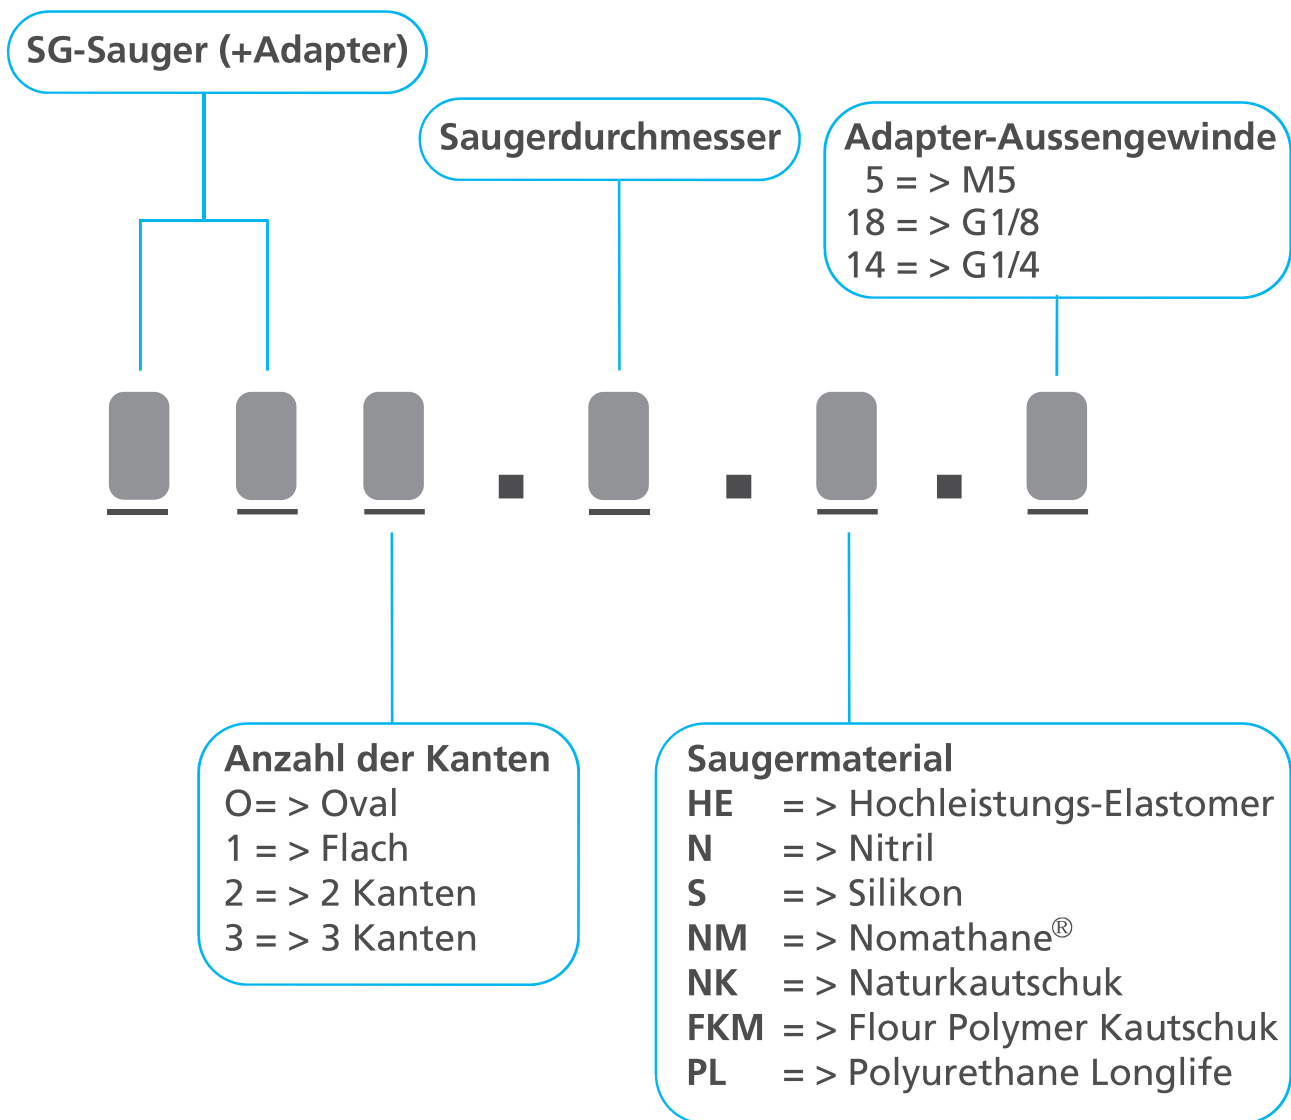 SG-Sauger (+Adapter)
Saugerdurchmesser
Adapter-Aussengewinde
5 = > M5
18 = > G1/8
14 = > G1/4
Anzahl der Kanten
O= > Oval
1 = > Flach
2 = > 2 Kanten
3 = > 3 Kanten
Saugermaterial
HE = > Hochleistungs-Elastomer
N = > Nitril
S = > Silikon
NM = > Nomathane®
NK = > Naturkautschuk
FKM = > Flour Polymer Kautschuk
PL = > Polyurethane Longlife